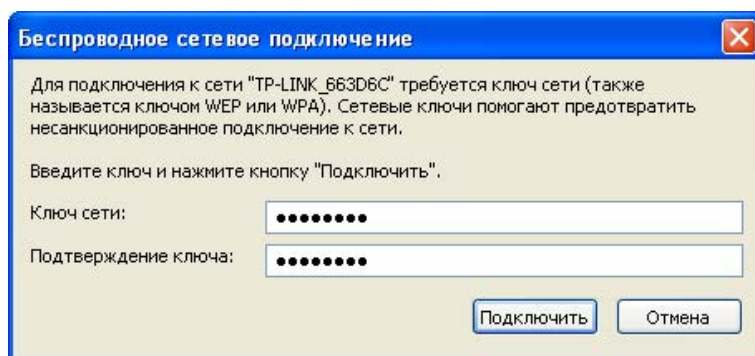 Беспроводное сетевое подключение
Для подключения к сети "TP-LINK_663D6C" требуется ключ сети (также
называется ключом WEP или WPA). Сетевые ключи помогают предотвратить
несанкционированное подключение к сети.
Введите ключ и нажмите кнопку "Подключить".
Ключ сети: ●●●●●●●●
Подтверждение ключа: ●●●●●●●●
Подключить Отмена